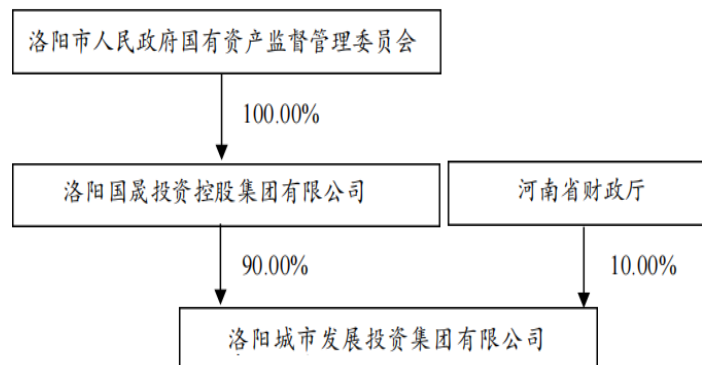 洛阳市人民政府国有资产监督管理委员会
100.00%
洛阳国晟投资控股集团有限公司
河南省财政厅
90.00%
10.00%
洛阳城市发展投资集团有限公司